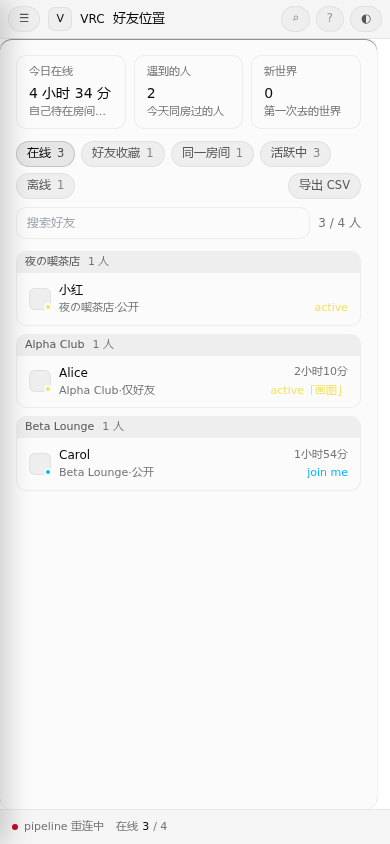 ☰ V VRC 好友位置 ⌕ ? ◐
今日在线 遇到的人 新世界
4 小时 34 分 2 0
自己待在房间… 今天同房过的人 第一次去的世界
在线 3 好友收藏 1 同一房间 1 活跃中 3
离线 1 导出 CSV
搜索好友 3 / 4 人
夜の喫茶店 1 人
小红
夜の喫茶店·公开 active
Alpha Club 1 人
Alice 2小时10分
Alpha Club·仅好友 active「画图」
Beta Lounge 1 人
Carol 1小时54分
Beta Lounge·公开 join me
pipeline 重连中 在线 3 / 4